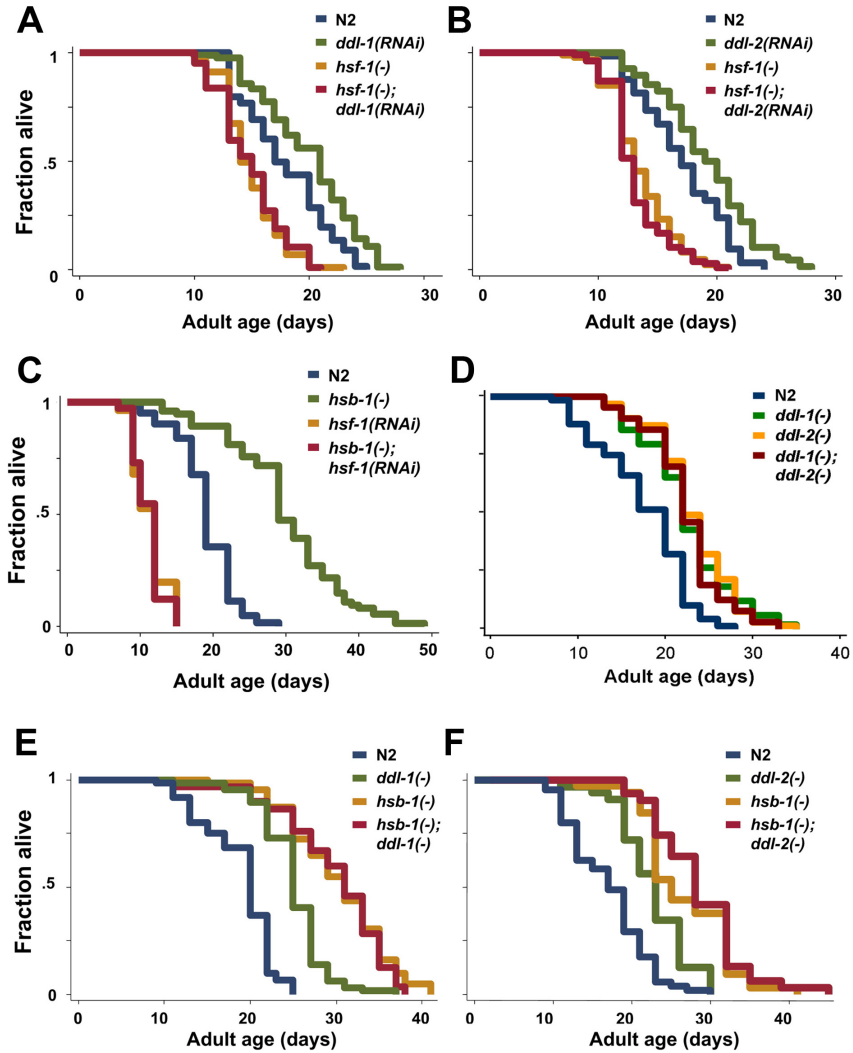 A
N2
ddl-1(RNAi)
hsf-1(-)
hsf-1(-);
ddl-1(RNAi)
Fraction alive
1
.5
0
0 10 20 30
Adult age (days)
B
N2
ddl-2(RNAi)
hsf-1(-)
hsf-1(-);
ddl-2(RNAi)
1
.5
0
0 10 20 30
Adult age (days)
C
N2
hsb-1(-)
hsf-1(RNAi)
hsb-1(-);
hsf-1(RNAi)
Fraction alive
1
.5
0
0 10 20 30 40 50
Adult age (days)
D
N2
ddl-1(-)
ddl-2(-)
ddl-1(-);
ddl-2(-)
0 10 20 30 40
Adult age (days)
E
N2
ddl-1(-)
hsb-1(-)
hsb-1(-);
ddl-1(-)
Fraction alive
1
.5
0
0 10 20 30 40
Adult age (days)
F
N2
ddl-2(-)
hsb-1(-)
hsb-1(-);
ddl-2(-)
1
.5
0
0 10 20 30 40
Adult age (days)